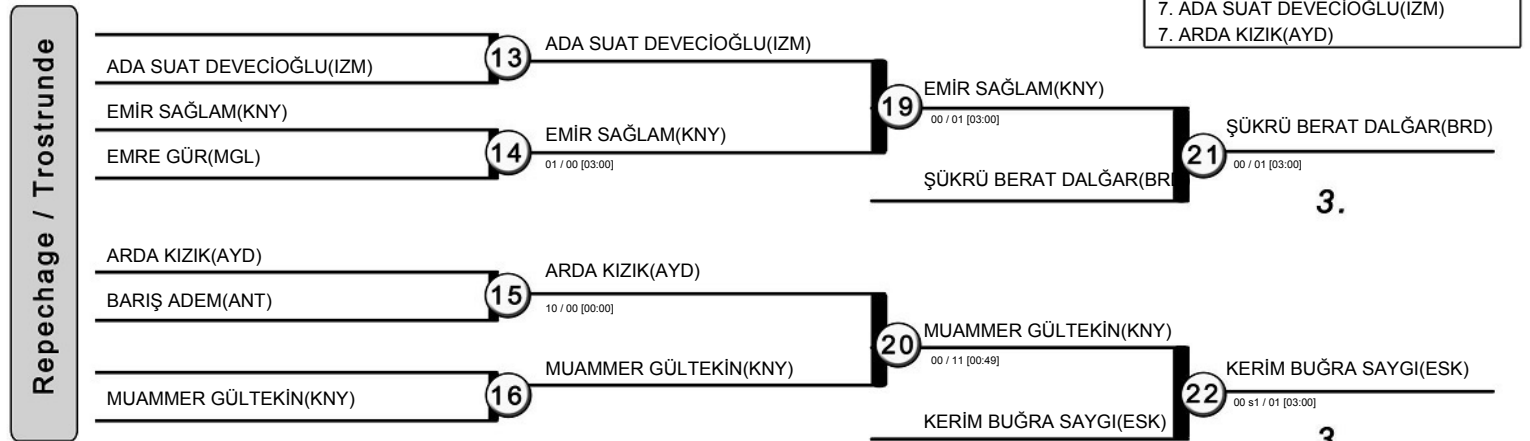 7. ADA SUAT DEVECİOĞLU(IZM)
7. ARDA KIZIK(AYD)
Repechage / Trostrunde
ADA SUAT DEVECİOĞLU(IZM)
13
ADA SUAT DEVECİOĞLU(IZM)
EMİR SAĞLAM(KNY)
EMRE GÜR(MGL)
14
EMİR SAĞLAM(KNY)
01 / 00 [03:00]
19
EMİR SAĞLAM(KNY)
00 / 01 [03:00]
ŞÜKRÜ BERAT DALĞAR(BR
21
ŞÜKRÜ BERAT DALĞAR(BRD)
00 / 01 [03:00]
3.
ARDA KIZIK(AYD)
BARIŞ ADEM(ANT)
15
ARDA KIZIK(AYD)
10 / 00 [00:00]
MUAMMER GÜLTEKİN(KNY)
16
MUAMMER GÜLTEKİN(KNY)
20
MUAMMER GÜLTEKİN(KNY)
00 / 11 [00:49]
KERİM BUĞRA SAYGI(ESK)
22
KERİM BUĞRA SAYGI(ESK)
00 s1 / 01 [03:00]
3